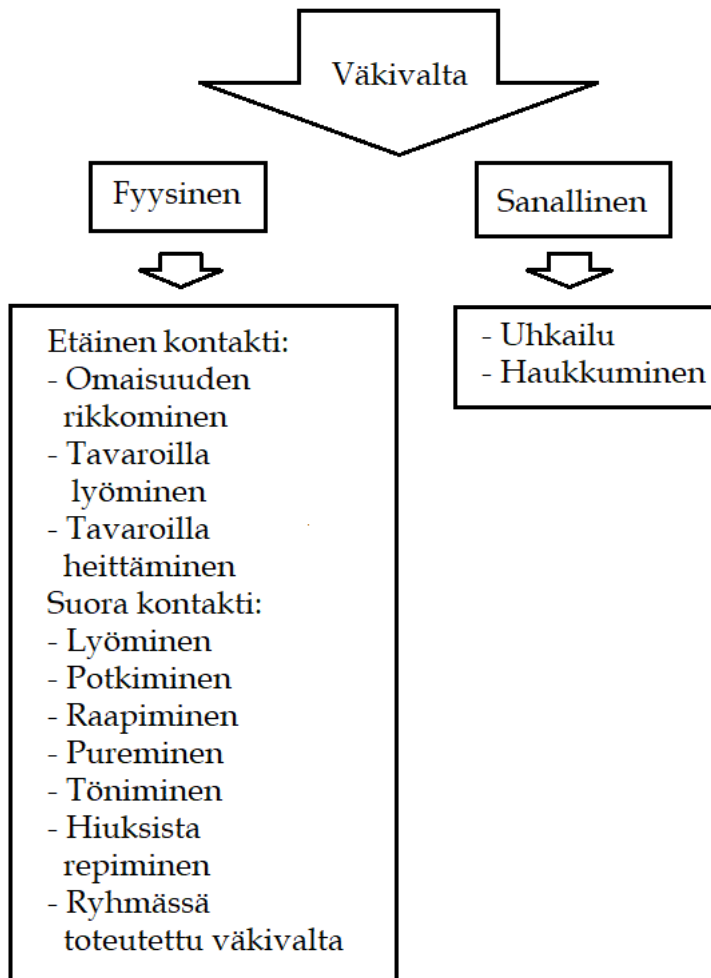 Väkivalta
Fyysinen
Sanallinen
Etäinen kontakti:
- Omaisuuden
rikkominen
- Tavaroilla
lyöminen
- Tavaroilla
heittäminen
Suora kontakti:
- Lyöminen
- Potkiminen
- Raapiminen
- Pureminen
- Töniminen
- Hiuksista
repiminen
- Ryhmässä
toteutettu väkivalta
- Uhkailu
- Haukkuminen